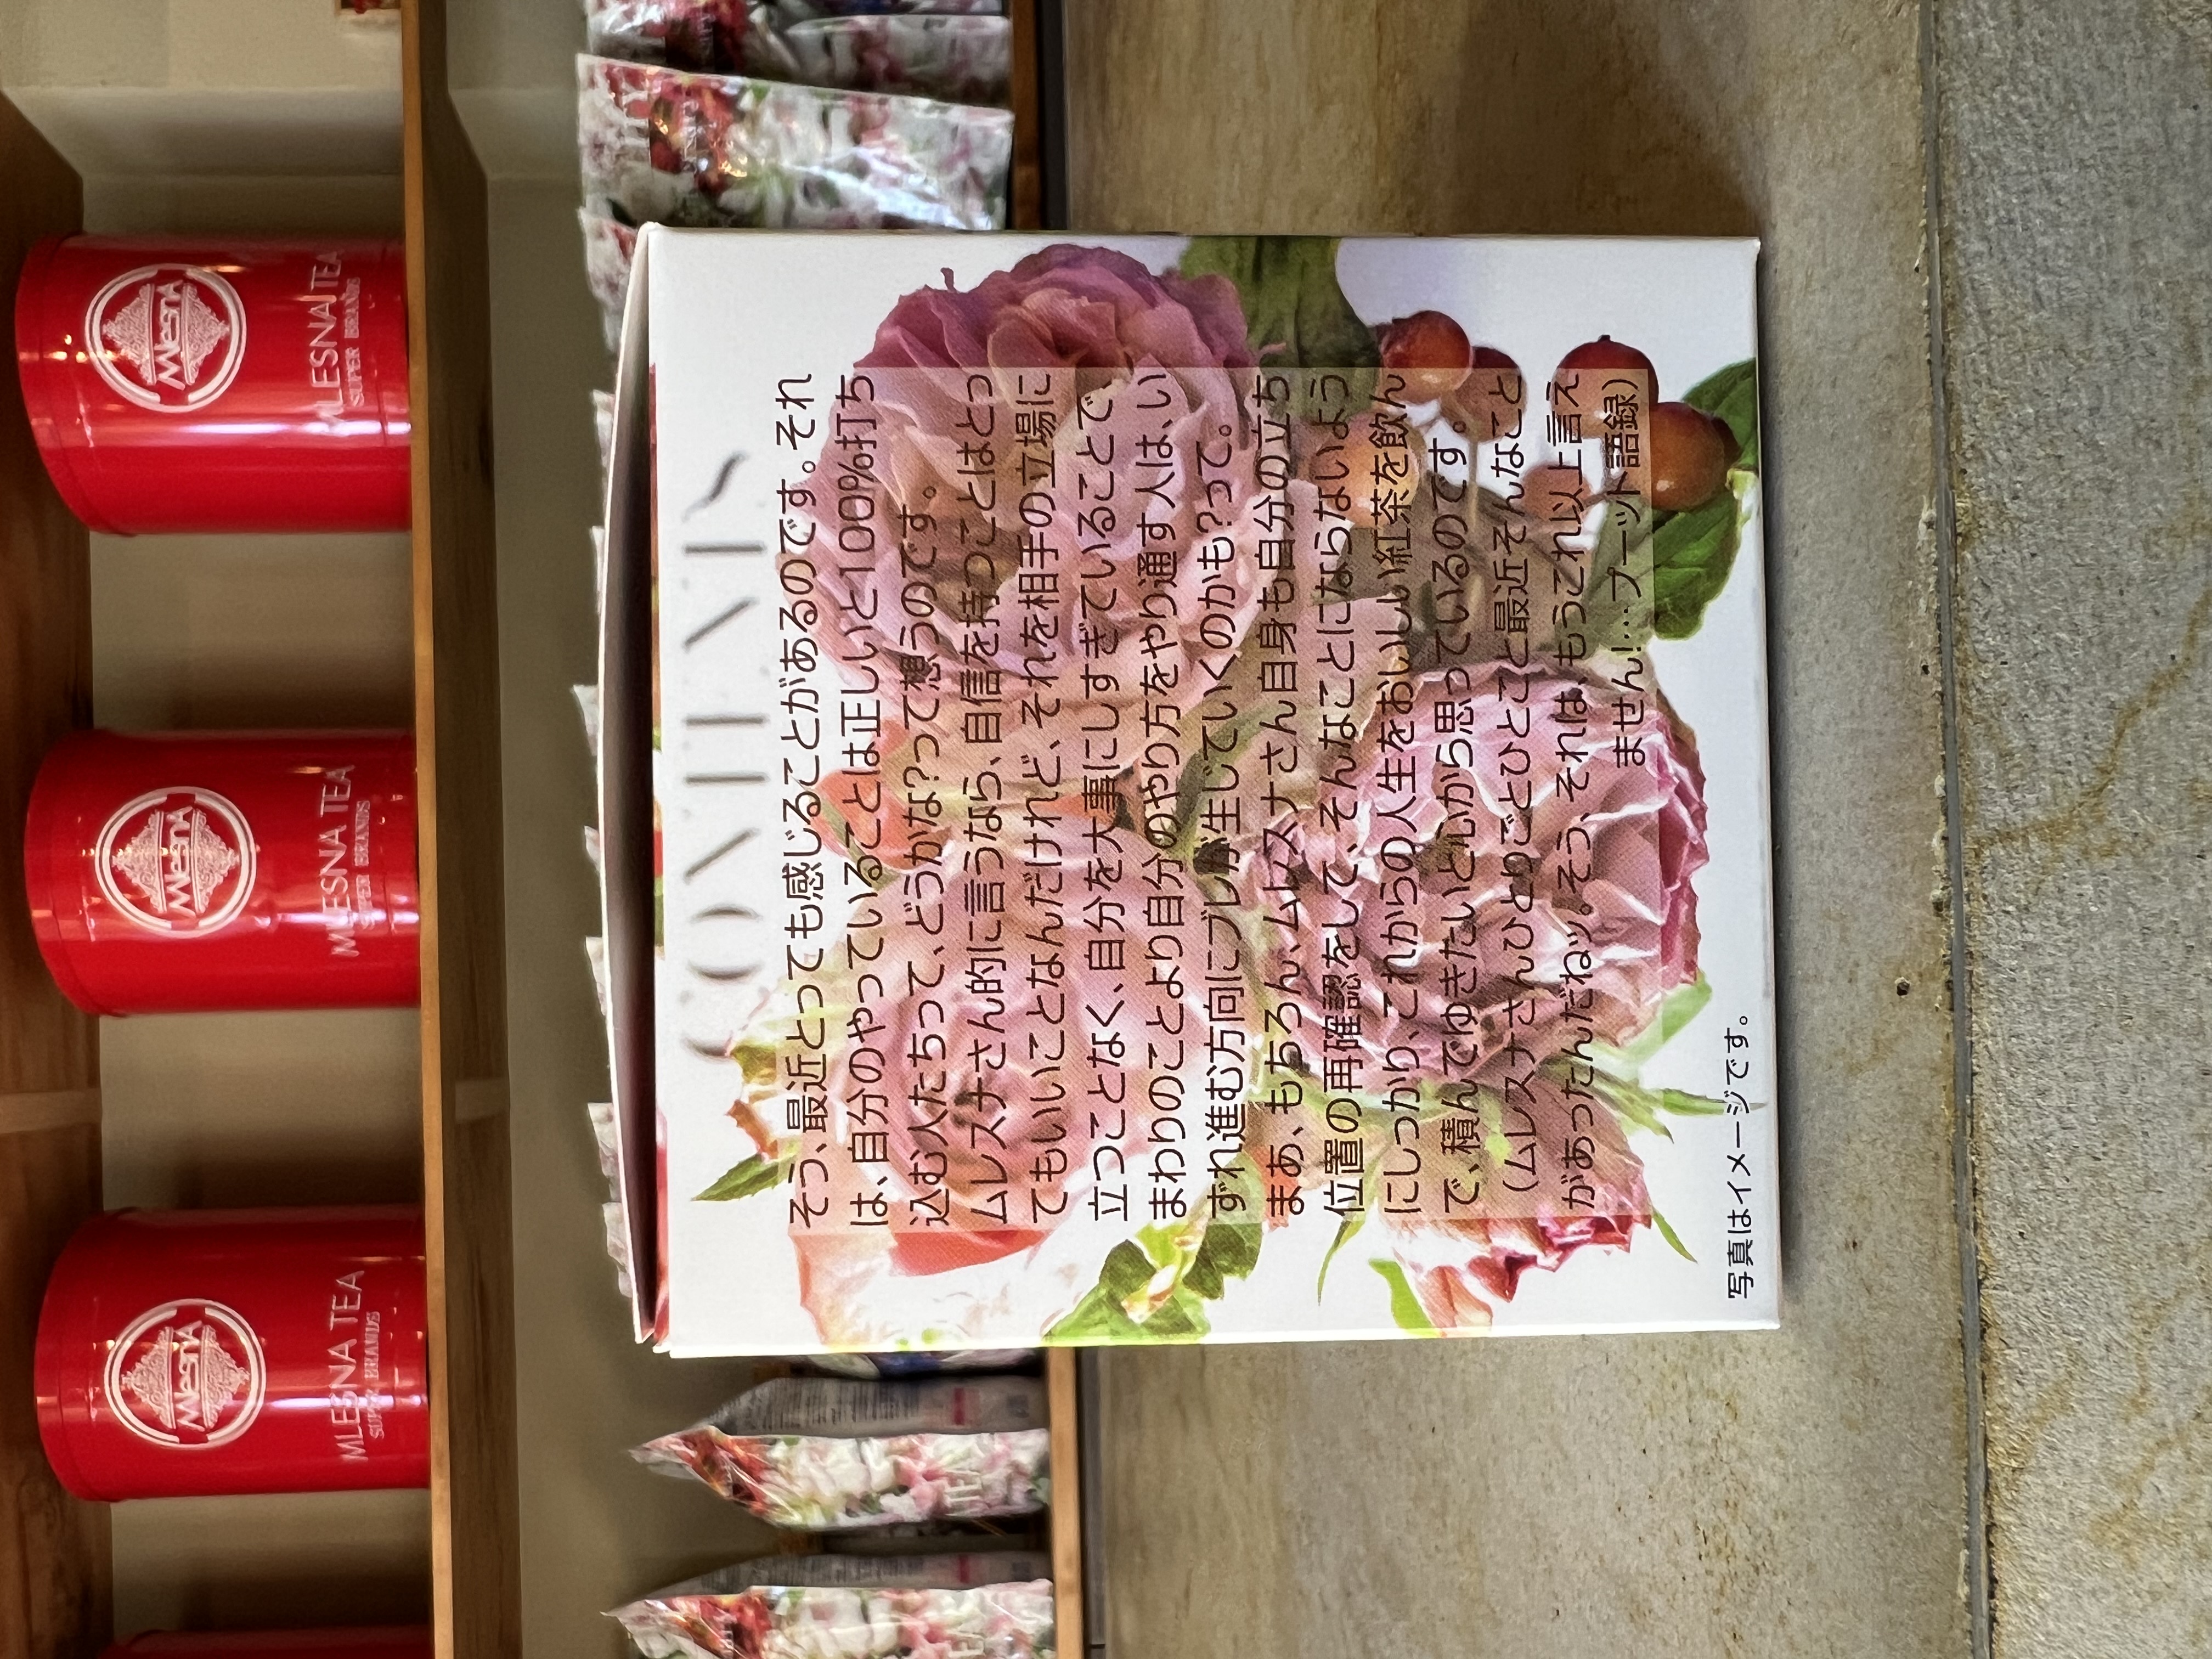 MlesnA
MLESNA TEA
SUPER BRANDS
MlesnA
MLESNA TEA
SUPER BRANDS
MlesnA
MLESNA TEA
SUPER BRANDS
CONTENTS
そう、最近とっても感じることがあるのです。それ
は、自分のやっていることは正しいと100%打ち
込む人たちって、どうかな?って想うのです。
ムレスナさん的に言うなら、自信を持つことはとっ
てもいいことなんだけれど、それを相手の立場に
立つことなく、自分を大事にしすぎていることで
まわりのことより自分のやり方をやり通す人は、い
ずれ進む方向にブレが生じていくのかも?って。
まあ、もちろん、ムレスナさん自身も自分の立ち
位置の再確認をして、そんなことにならないよう
にしっかり、これからの人生をおいしい紅茶を飲ん
で、積んでゆきたいと心から思っているのです。
(ムレスナさんひとりごとひとこと最近そんなこと
があったんだねッ。そう、それは、もうこれ以上言え
ません!…プーツト語録)
写真はイメージです。
TEA
TEA